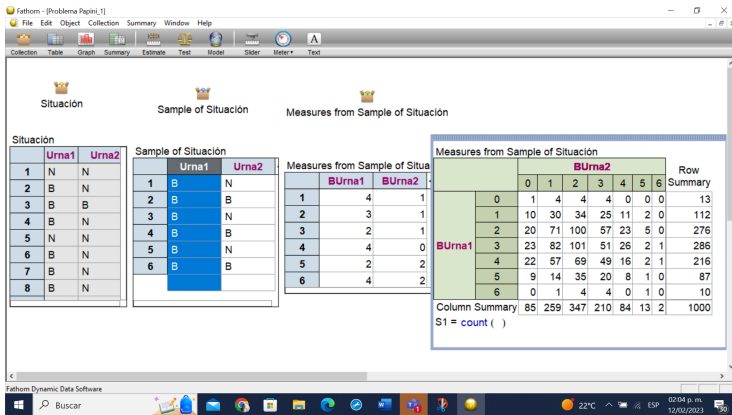 Fathom - [Problema Papini_1]
File Edit Object Collection Summary Window Help
Collection Table Graph Summary Estimate Test Model Slider Meter Text
Situación
Sample of Situación
Measures from Sample of Situación
Situación
Urna1 Urna2
1 N N
2 B N
3 B B
4 B N
5 N N
6 B N
7 B N
8 B N
Sample of Situación
Urna1 Urna2
1 B N
2 B B
3 B N
4 B B
5 B N
6 B B
Measures from Sample of Situa
BUrna1 BUrna2
1 4 1
2 3 1
3 2 1
4 4 0
5 2 2
6 4 2
Measures from Sample of Situación
BUrna2 Row Summary
0 1 2 3 4 5 6
BUrna1
0 1 4 4 4 0 0 0 13
1 10 30 34 25 11 2 0 112
2 20 71 100 57 23 5 0 276
3 23 82 101 51 26 2 1 286
4 22 57 69 49 16 2 1 216
5 9 14 35 20 8 1 0 87
6 0 1 4 4 0 1 0 10
Column Summary 85 259 347 210 84 13 2 1000
S1 = count ( )
Fathom Dynamic Data Software
Buscar
22°C ESP 02:04 p. m.
12/02/2023
30